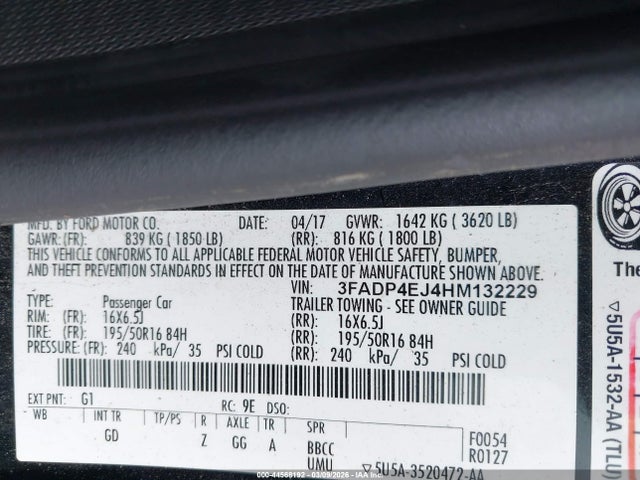 MFD. BY FORD MOTOR CO. DATE: 04/17 GVWR: 1642 KG ( 3620 LB)
GAWR: (FR): 839 KG ( 1850 LB) (RR): 816 KG ( 1800 LB)
THIS VEHICLE CONFORMS TO ALL APPLICABLE FEDERAL MOTOR VEHICLE SAFETY, BUMPER,
AND THEFT PREVENTION STANDARDS IN EFFECT ON THE DATE OF MANUFACTURE SHOWN ABOVE.
VIN: 3FADP4EJ4HM132229
TYPE: Passenger Car TRAILER TOWING - SEE OWNER GUIDE
RIM: (FR): 16X6.5J (RR): 16X6.5J
TIRE: (FR): 195/50R16 84H (RR): 195/50R16 84H
PRESSURE: (FR): 240 kPa/ 35 PSI COLD (RR): 240 kPa/ 35 PSI COLD
EXT PNT: G1 RC: 9E DSO:
WB INT TR TP/PS R AXLE TR SPR
GD Z GG A BBCC
UMU
F0054
R0127
▽5U5A-3520472-AA
The
▽5U5A-1532-AA (TLU)
Copart 44568192 · 03/09/2026 · IAA Holdings, LLC